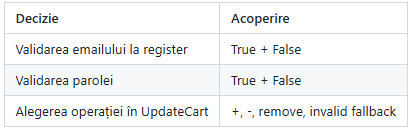 Decizie Acoperire
Validarea emailului la register True + False
Validarea parolei True + False
Alegerea operației în UpdateCart +, -, remove, invalid fallback